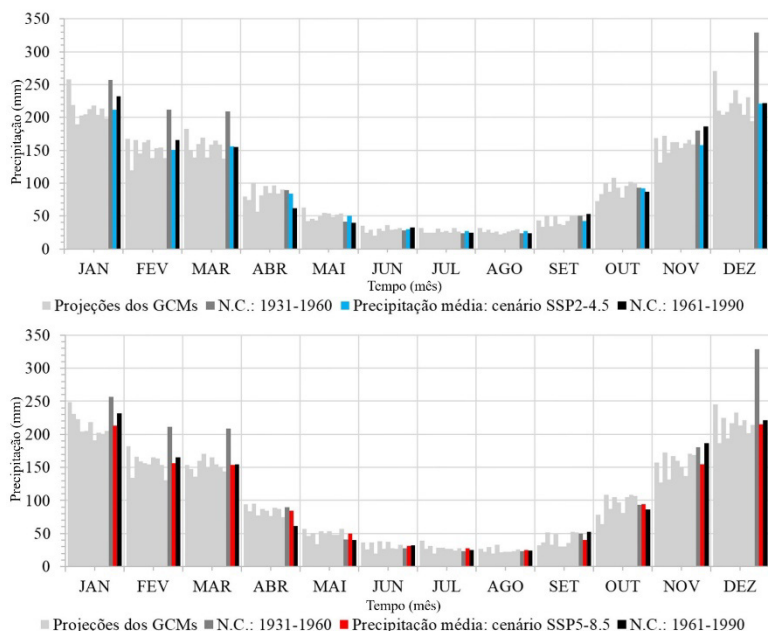 350
300
250
200
150
100
50
0
Precipitação (mm)
JAN FEV MAR ABR MAI JUN JUL AGO SET OUT NOV DEZ
Tempo (mês)
Projeções dos GCMs N.C.: 1931-1960 Precipitação média: cenário SSP2-4.5 N.C.: 1961-1990
350
300
250
200
150
100
50
0
Precipitação (mm)
JAN FEV MAR ABR MAI JUN JUL AGO SET OUT NOV DEZ
Tempo (mês)
Projeções dos GCMs N.C.: 1931-1960 Precipitação média: cenário SSP5-8.5 N.C.: 1961-1990